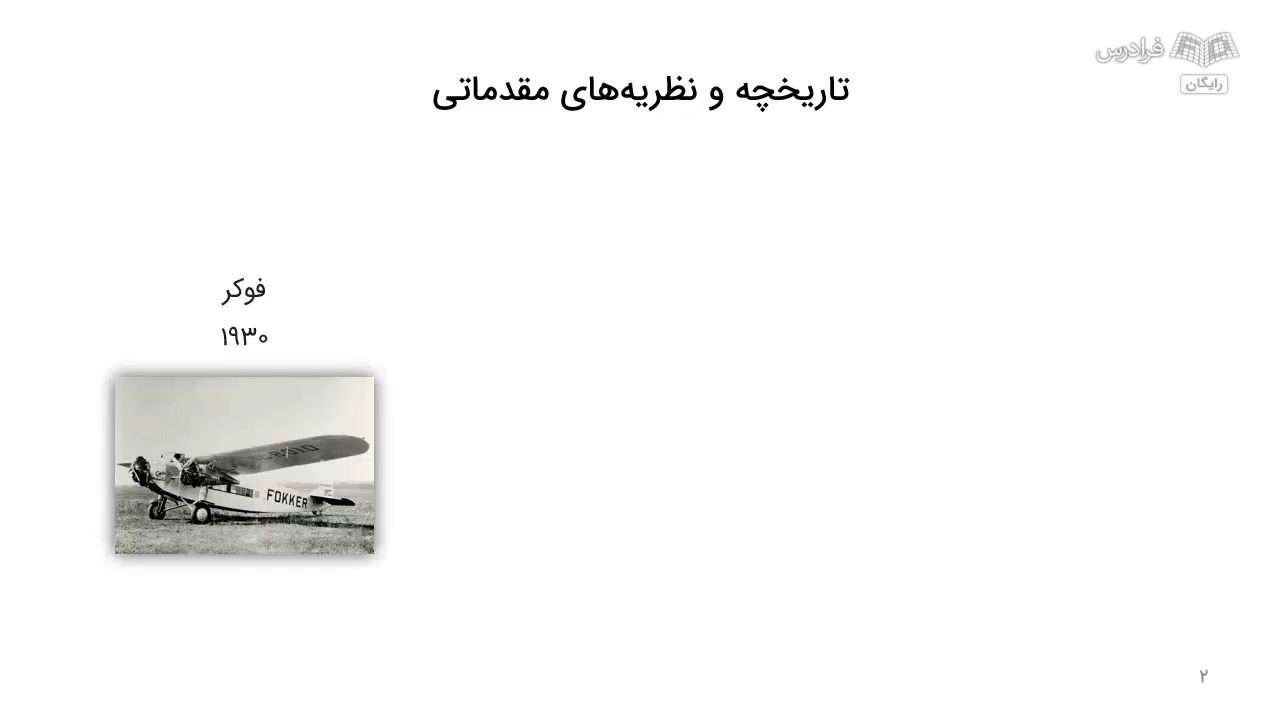 فرادرس
رایگان
تاریخچه و نظریه‌های مقدماتی
فوکر
۱۹۳۰
FOKKER
۲